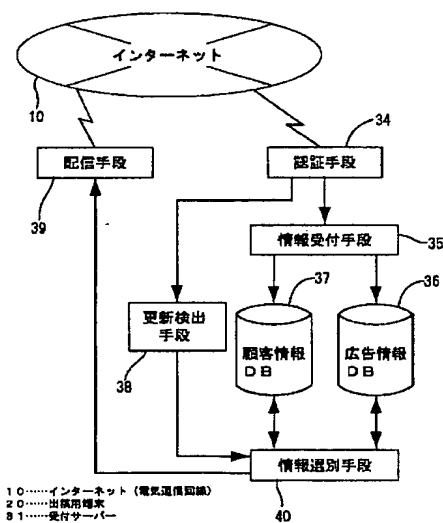 インターネット
10
34
配信手段
認証手段
39
情報受付手段
35
37
36
更新検出
手段
顧客情報
DB
広告情報
DB
38
情報選別手段
40
10……インターネット（電気通信回線）
20……出稿用端末
31……受付サーバー